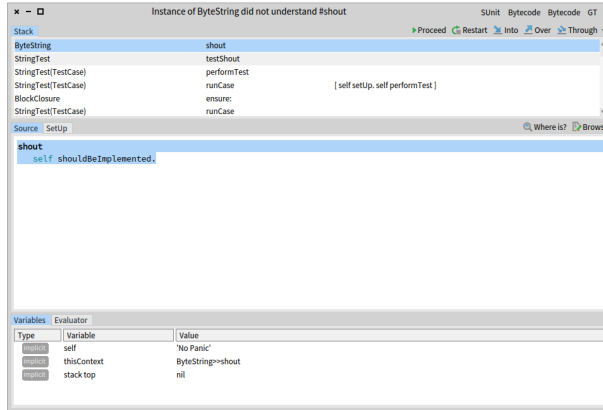 Instance of ByteString did not understand #shout
SUnit Bytecode Bytecode GT
Stack
Proceed Restart Into Over Through
ByteString shout
StringTest testShout
StringTest(TestCase) performTest
StringTest(TestCase) runCase [ self setUp. self performTest ]
BlockClosure ensure:
StringTest(TestCase) runCase
Source SetUp
Where is? Brows
shout
self shouldBeImplemented.
Variables Evaluator
Type Variable Value
implicit self 'No Panic'
implicit thisContext ByteString>>shout
implicit stack top nil